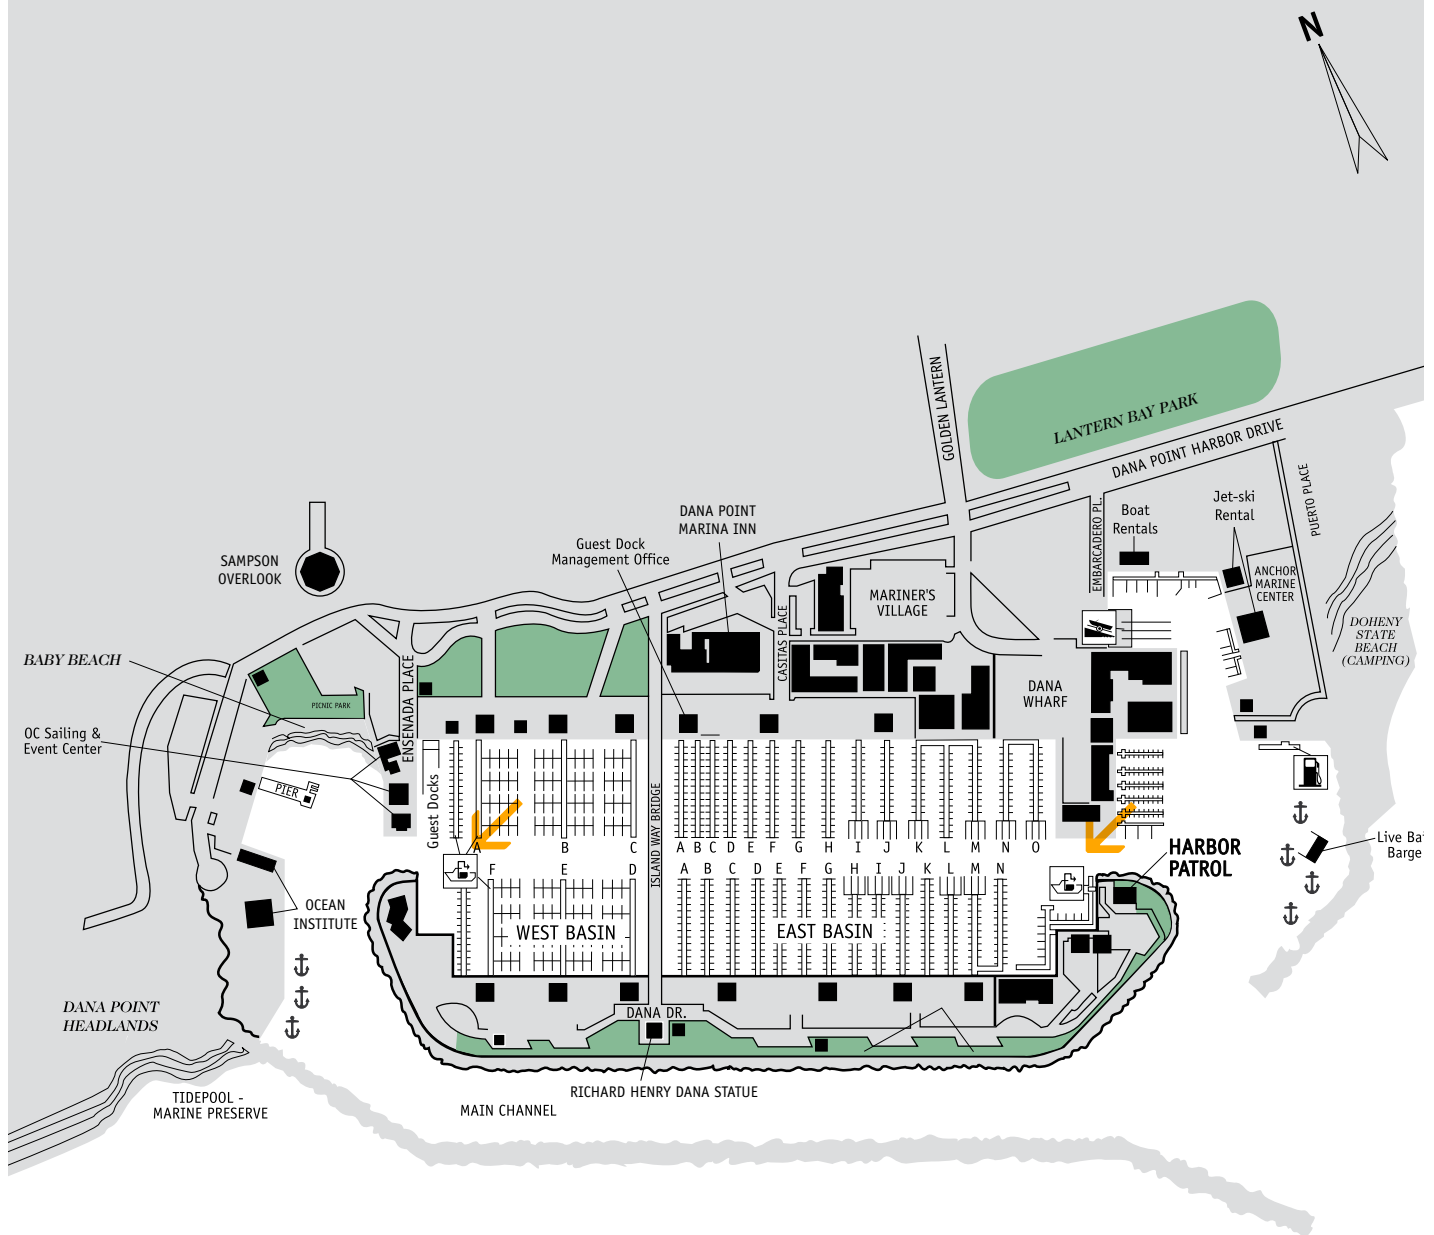 N
LANTERN BAY PARK
GOLDEN LANTERN
DANA POINT HARBOR DRIVE
PUERTO PLACE
EMBARCADERO PL.
Boat
Rentals
Jet-ski
Rental
DANA POINT
MARINA INN
Guest Dock
Management Office
SAMPSON
OVERLOOK
ANCHOR
MARINE
CENTER
MARINER'S
VILLAGE
CASITAS PLACE
DOHENY
STATE
BEACH
(CAMPING)
BABY BEACH
ENSENADA PLACE
PICNIC PARK
DANA
WHARF
OC Sailing &
Event Center
PIER
Guest Docks
ISLAND WAY BRIDGE
A B C
A B C D E F G H I J K L M N O
F E D
A B C D E F G H I J K L M N
HARBOR
PATROL
Live Bai
Barge
OCEAN
INSTITUTE
WEST BASIN
EAST BASIN
DANA POINT
HEADLANDS
DANA DR.
RICHARD HENRY DANA STATUE
TIDEPOOL -
MARINE PRESERVE
MAIN CHANNEL